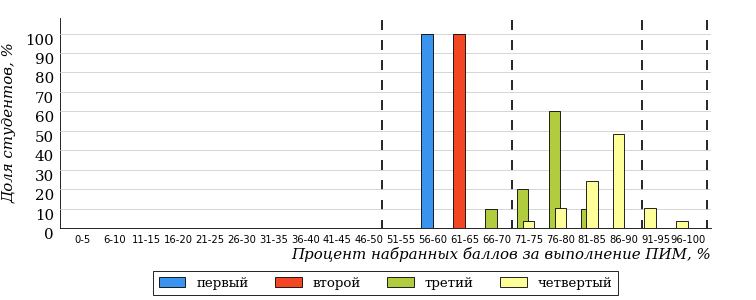 Доля студентов, %
100
90
80
70
60
50
40
30
20
10
0
0-5 6-10 11-15 16-20 21-25 26-30 31-35 36-40 41-45 46-50 51-55 56-60 61-65 66-70 71-75 76-80 81-85 86-90 91-95 96-100
Процент набранных баллов за выполнение ПИМ, %
первый второй третий четвертый